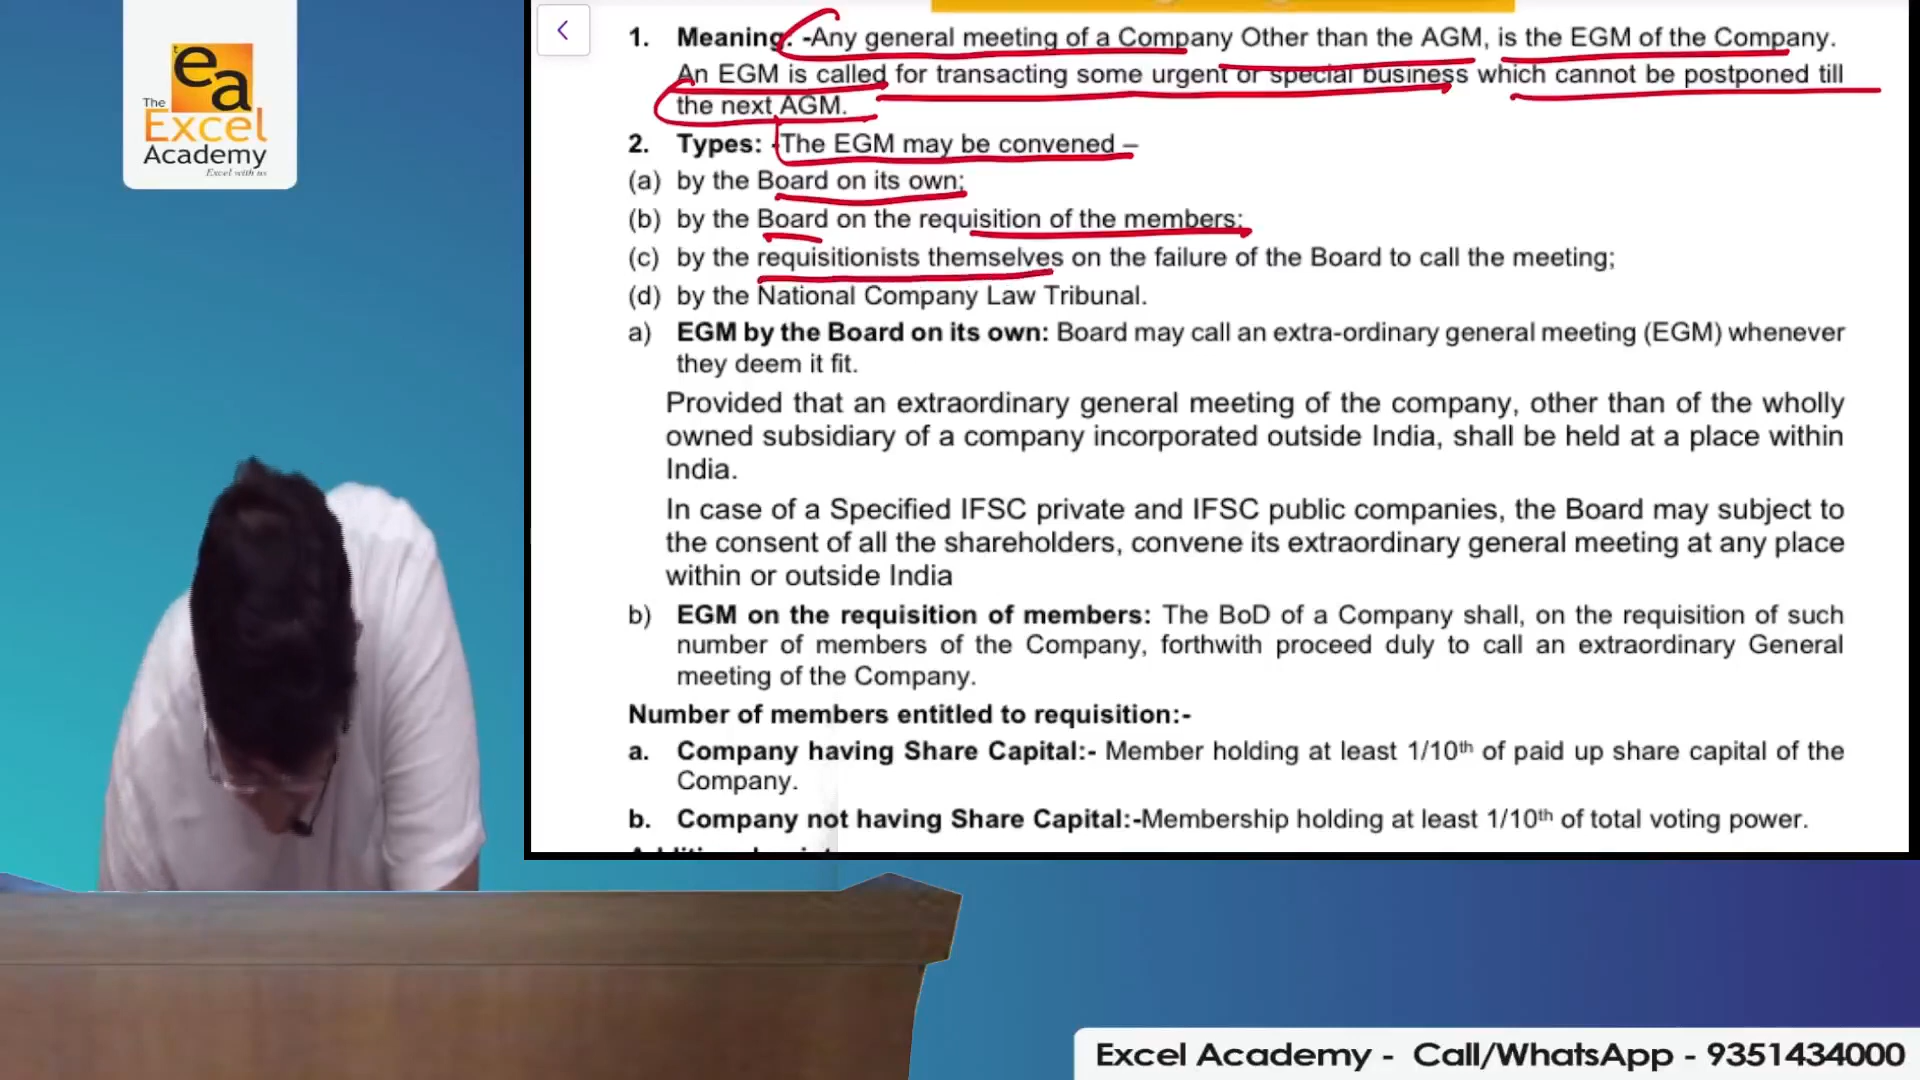 The
Excel
Academy
Excel with us
1. Meaning: -Any general meeting of a Company Other than the AGM, is the EGM of the Company.
An EGM is called for transacting some urgent or special business which cannot be postponed till
the next AGM.
2. Types: -The EGM may be convened –
(a) by the Board on its own;
(b) by the Board on the requisition of the members;
(c) by the requisitionists themselves on the failure of the Board to call the meeting;
(d) by the National Company Law Tribunal.
a) EGM by the Board on its own: Board may call an extra-ordinary general meeting (EGM) whenever
they deem it fit.
Provided that an extraordinary general meeting of the company, other than of the wholly
owned subsidiary of a company incorporated outside India, shall be held at a place within
India.
In case of a Specified IFSC private and IFSC public companies, the Board may subject to
the consent of all the shareholders, convene its extraordinary general meeting at any place
within or outside India
b) EGM on the requisition of members: The BoD of a Company shall, on the requisition of such
number of members of the Company, forthwith proceed duly to call an extraordinary General
meeting of the Company.
Number of members entitled to requisition:-
a. Company having Share Capital:- Member holding at least 1/10th of paid up share capital of the
Company.
b. Company not having Share Capital:-Membership holding at least 1/10th of total voting power.
Excel Academy - Call/WhatsApp - 9351434000